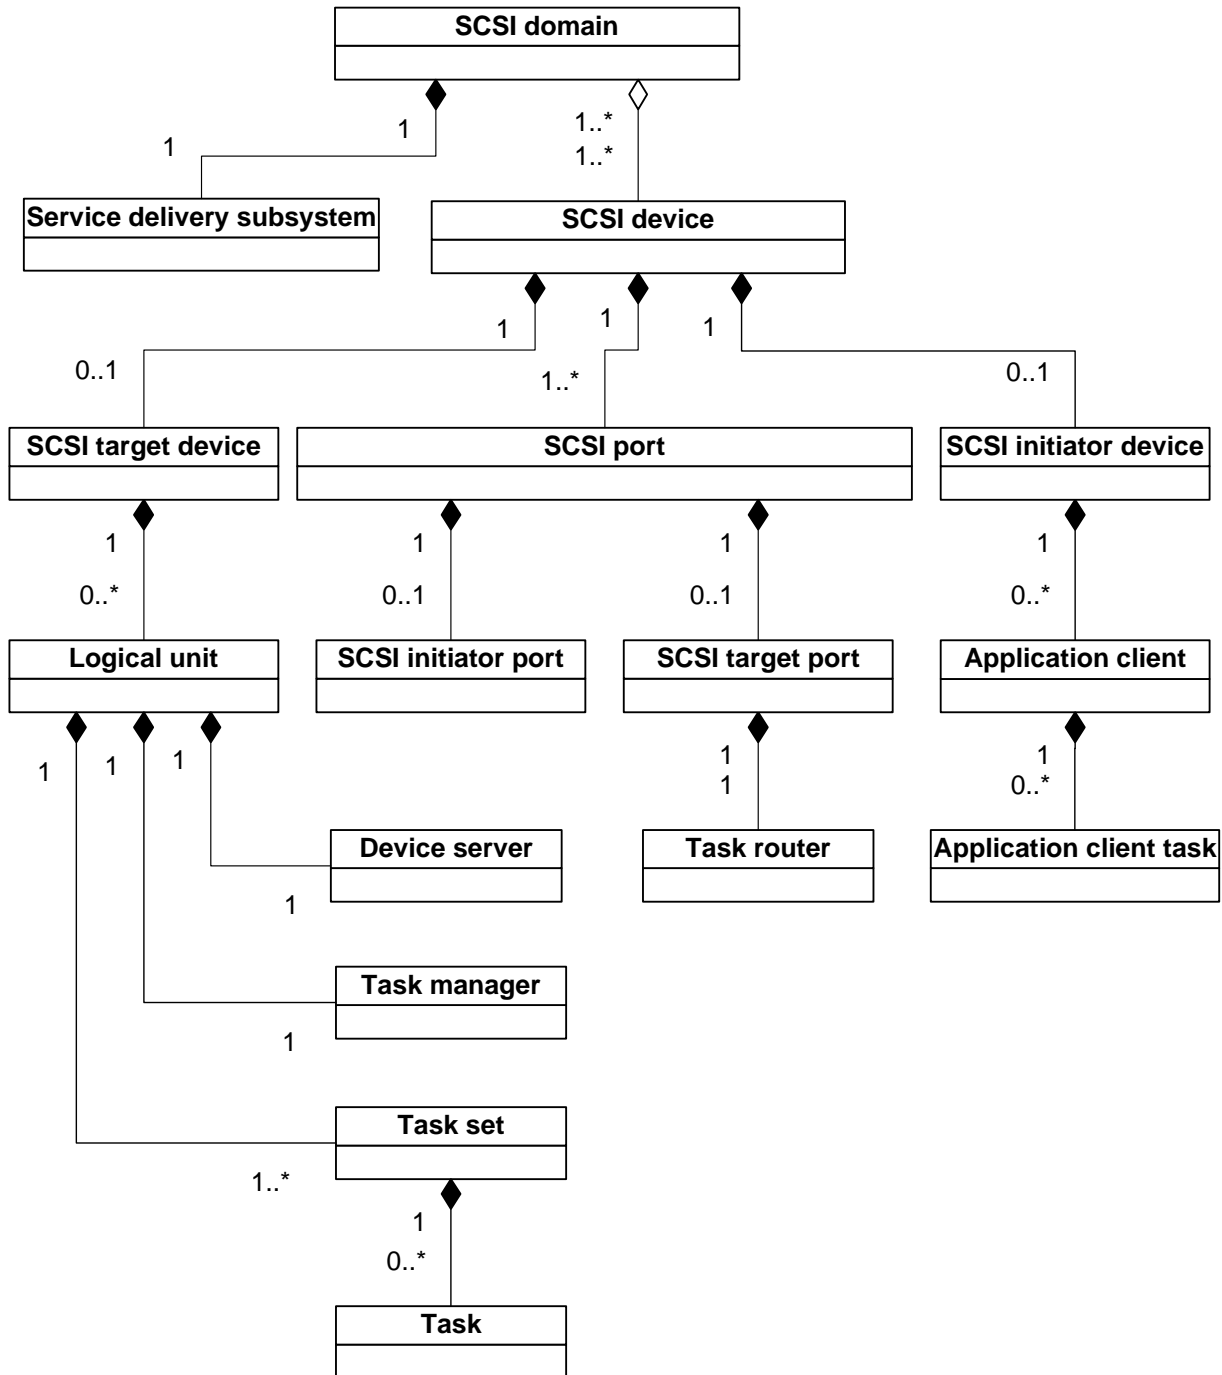 SCSI domain
1
1..*
1
1..*
Service delivery subsystem
SCSI device
1
1
1
0..1
1..*
0..1
SCSI target device
SCSI port
SCSI initiator device
1
1
1
1
0..*
0..1
0..1
0..*
Logical unit
SCSI initiator port
SCSI target port
Application client
1
1
1
1
1
1
0..*
Device server
Task router
Application client task
1
Task manager
1
Task set
1..*
1
0..*
Task